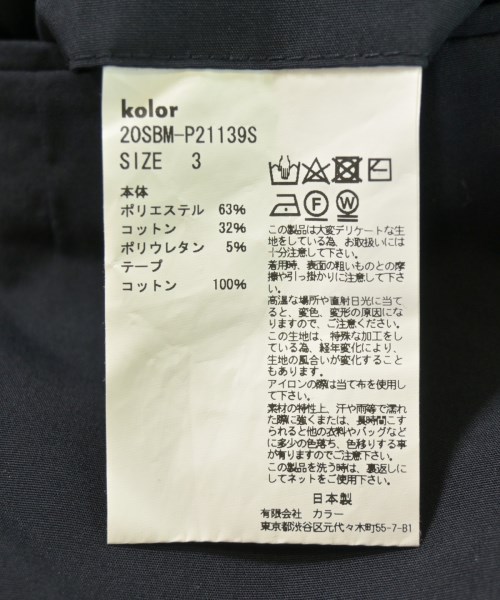 kolor
20SBM-P21139S
SIZE 3
本体
ポリエステル 63%
コットン 32%
ポリウレタン 5%
テープ
コットン 100%
F W
この製品は大変デリケートな生
地をしている為、お取扱いには
十分注意して下さい。
着用時、表面の粗いものとの摩
擦や引っ掛かりに注意して下さ
い。
高温な場所や直射日光に当て
ると、変色、変形の原因にな
りますので、ご注意ください。
この生地は、特殊な加工をし
ている為、経年変化により、
生地の風合いが変化すること
もあります。
アイロンの際は当て布を使用し
て下さい。
素材の特性上、汗や雨等で濡れ
た際に強くまたは、長時間こす
られると他の衣料やバッグなど
に多少の色落ち、色移りする事
が有りますのでご注意下さい。
この製品を洗う時は、裏返しに
してネットをご使用下さい。
日本製
有限会社 カラー
東京都渋谷区元代々木町55-7-B1